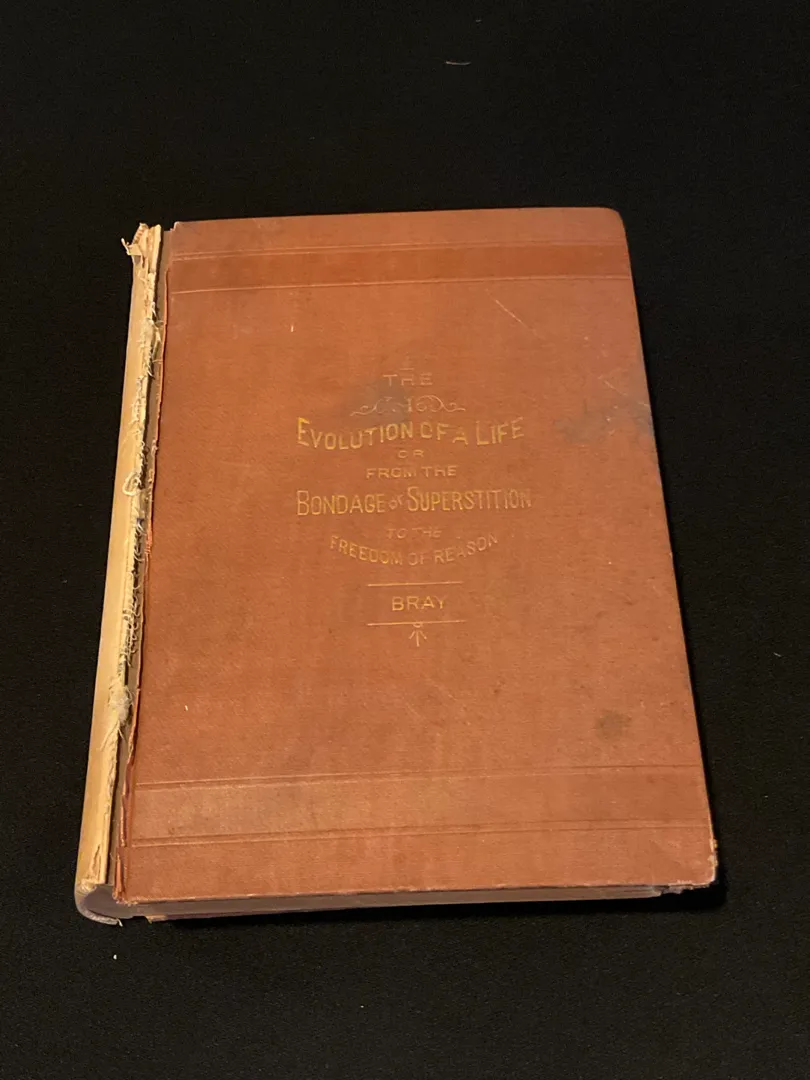 THE
EVOLUTION OF A LIFE
OR
FROM THE
BONDAGE OF SUPERSTITION
TO THE
FREEDOM OF REASON
BRAY